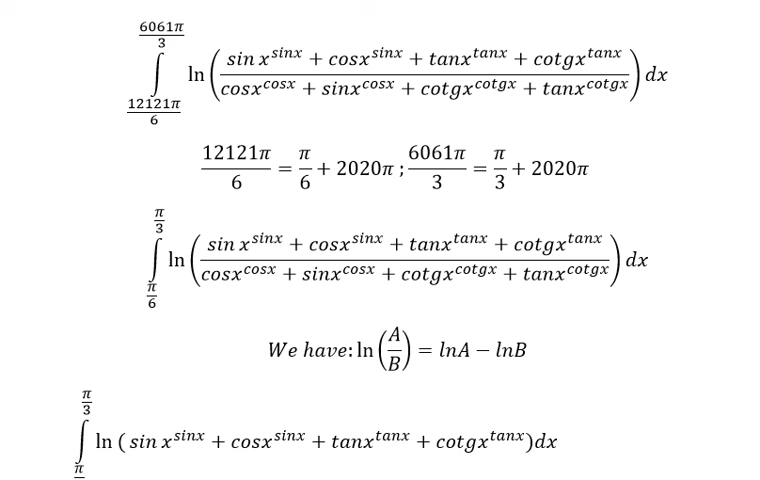 ∫_{12121π/6}^{6061π/3} ln((sin x^{sinx} + cosx^{sinx} + tanx^{tanx} + cotgx^{tanx})/(cosx^{cosx} + sinx^{cosx} + cotgx^{cotgx} + tanx^{cotgx})) dx
12121π/6 = π/6 + 2020π ; 6061π/3 = π/3 + 2020π
∫_{π/6}^{π/3} ln((sin x^{sinx} + cosx^{sinx} + tanx^{tanx} + cotgx^{tanx})/(cosx^{cosx} + sinx^{cosx} + cotgx^{cotgx} + tanx^{cotgx})) dx
We have: ln(A/B) = lnA − lnB
∫_{π}^{π/3} ln ( sin x^{sinx} + cosx^{sinx} + tanx^{tanx} + cotgx^{tanx})dx